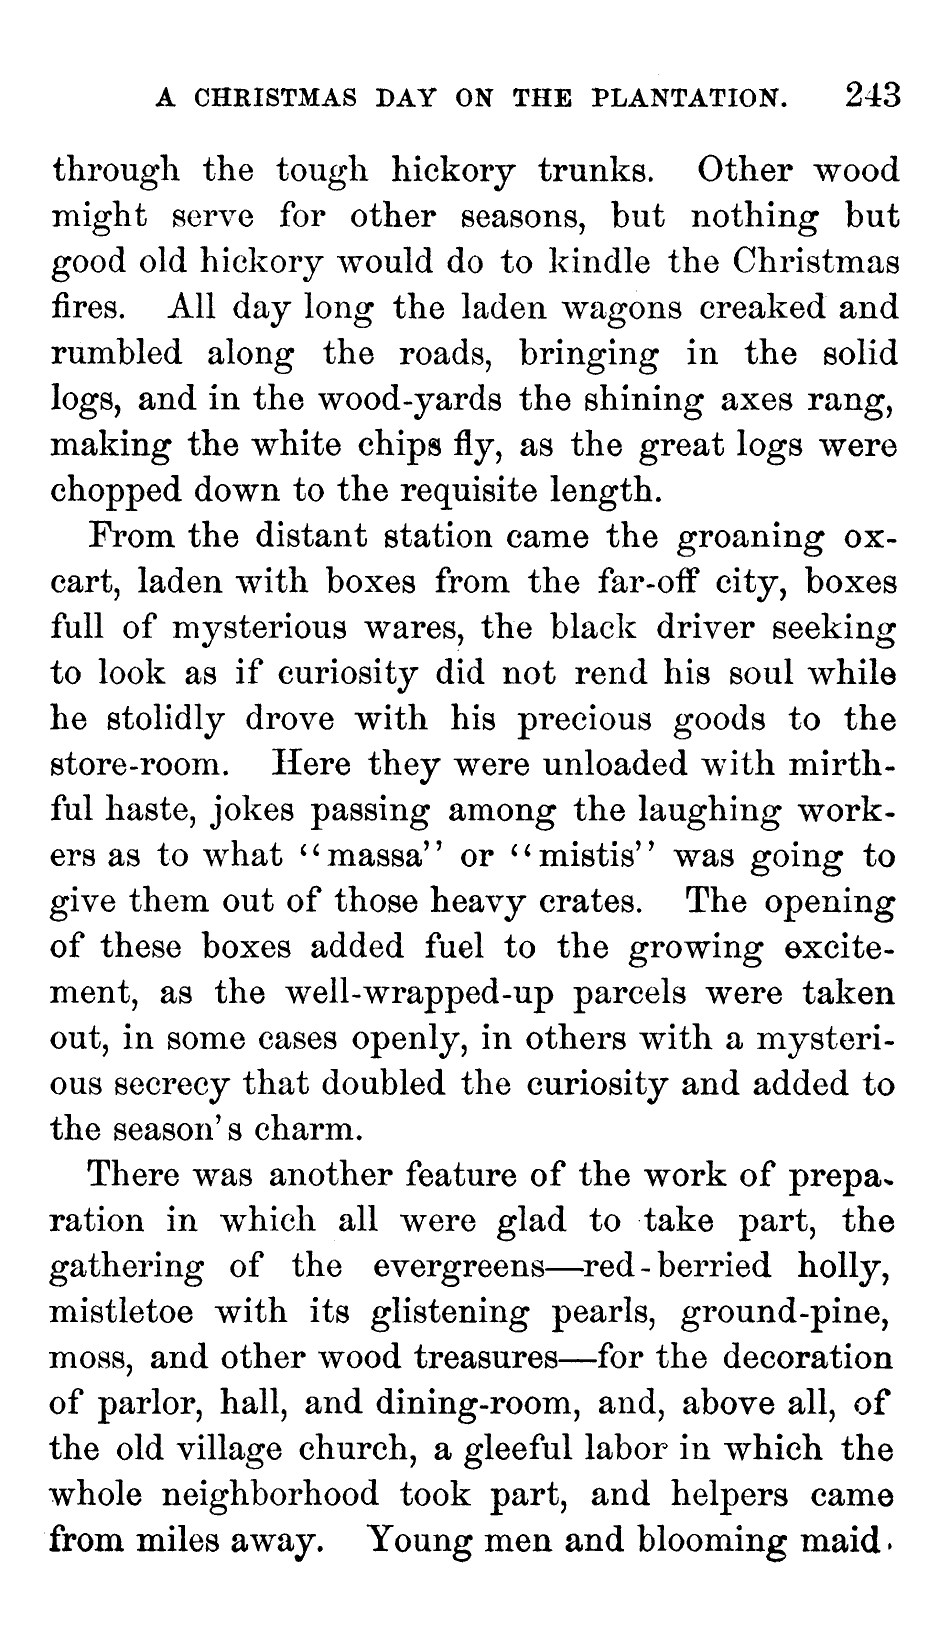 A CHRISTMAS DAY ON THE PLANTATION. 243
through the tough hickory trunks. Other wood
might serve for other seasons, but nothing but
good old hickory would do to kindle the Christmas
fires. All day long the laden wagons creaked and
rumbled along the roads, bringing in the solid
logs, and in the wood-yards the shining axes rang,
making the white chips fly, as the great logs were
chopped down to the requisite length.
From the distant station came the groaning ox-
cart, laden with boxes from the far-off city, boxes
full of mysterious wares, the black driver seeking
to look as if curiosity did not rend his soul while
he stolidly drove with his precious goods to the
store-room. Here they were unloaded with mirth-
ful haste, jokes passing among the laughing work-
ers as to what “massa” or “mistis” was going to
give them out of those heavy crates. The opening
of these boxes added fuel to the growing excite-
ment, as the well-wrapped-up parcels were taken
out, in some cases openly, in others with a mysteri-
ous secrecy that doubled the curiosity and added to
the season's charm.
There was another feature of the work of prepa-
ration in which all were glad to take part, the
gathering of the evergreens—red-berried holly,
mistletoe with its glistening pearls, ground-pine,
moss, and other wood treasures—for the decoration
of parlor, hall, and dining-room, and, above all, of
the old village church, a gleeful labor in which the
whole neighborhood took part, and helpers came
from miles away. Young men and blooming maid-